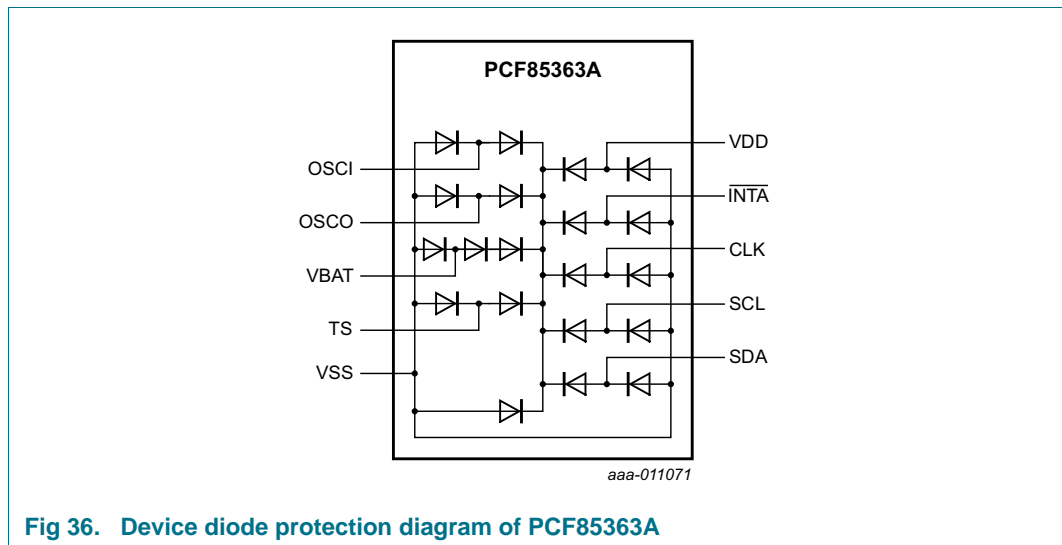 PCF85363A
OSCI
OSCO
VBAT
TS
VSS
VDD
INTA
CLK
SCL
SDA
aaa-011071
Fig 36. Device diode protection diagram of PCF85363A